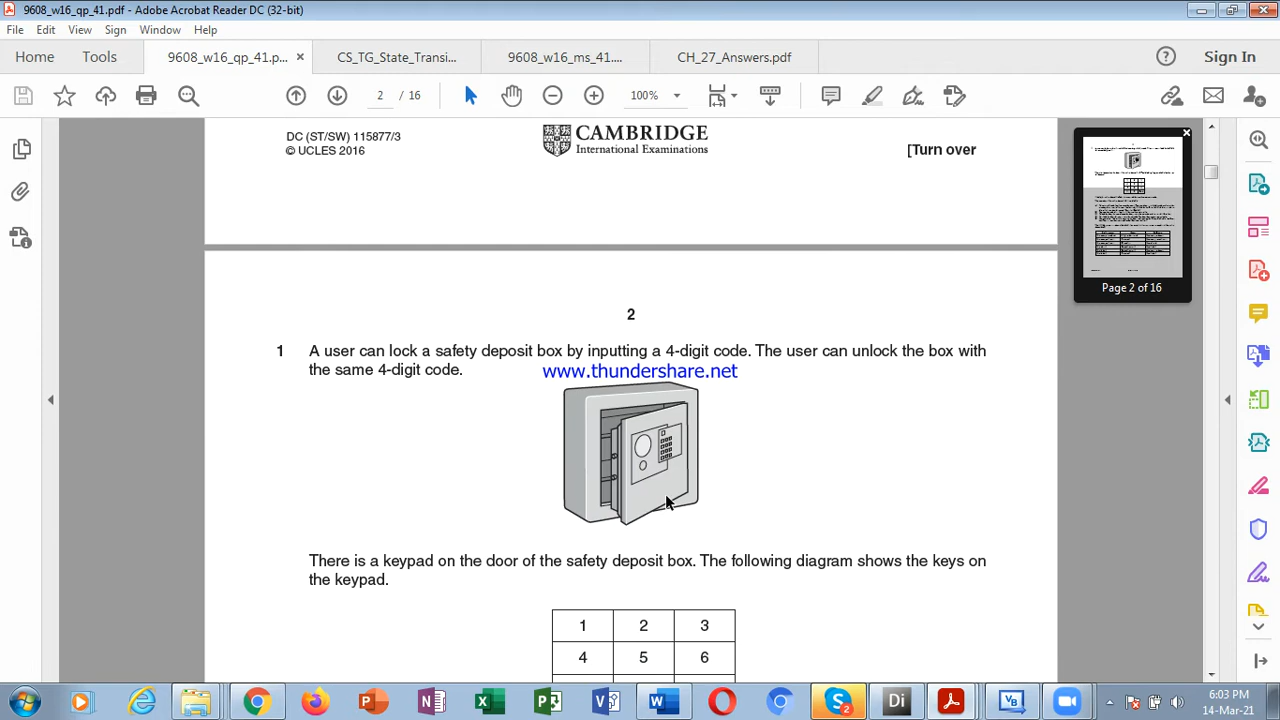 9608_w16_qp_41.pdf - Adobe Acrobat Reader DC (32-bit)
File Edit View Sign Window Help
Home Tools 9608_w16_qp_41.p... × CS_TG_State_Transi... 9608_w16_ms_41.... CH_27_Answers.pdf Sign In
2 / 16 100%
DC (ST/SW) 115877/3
© UCLES 2016
CAMBRIDGE
International Examinations
[Turn over
Page 2 of 16
2
1 A user can lock a safety deposit box by inputting a 4-digit code. The user can unlock the box with
the same 4-digit code.
www.thundershare.net
There is a keypad on the door of the safety deposit box. The following diagram shows the keys on
the keypad.
1 2 3
4 5 6
2
Di
6:03 PM
14-Mar-21